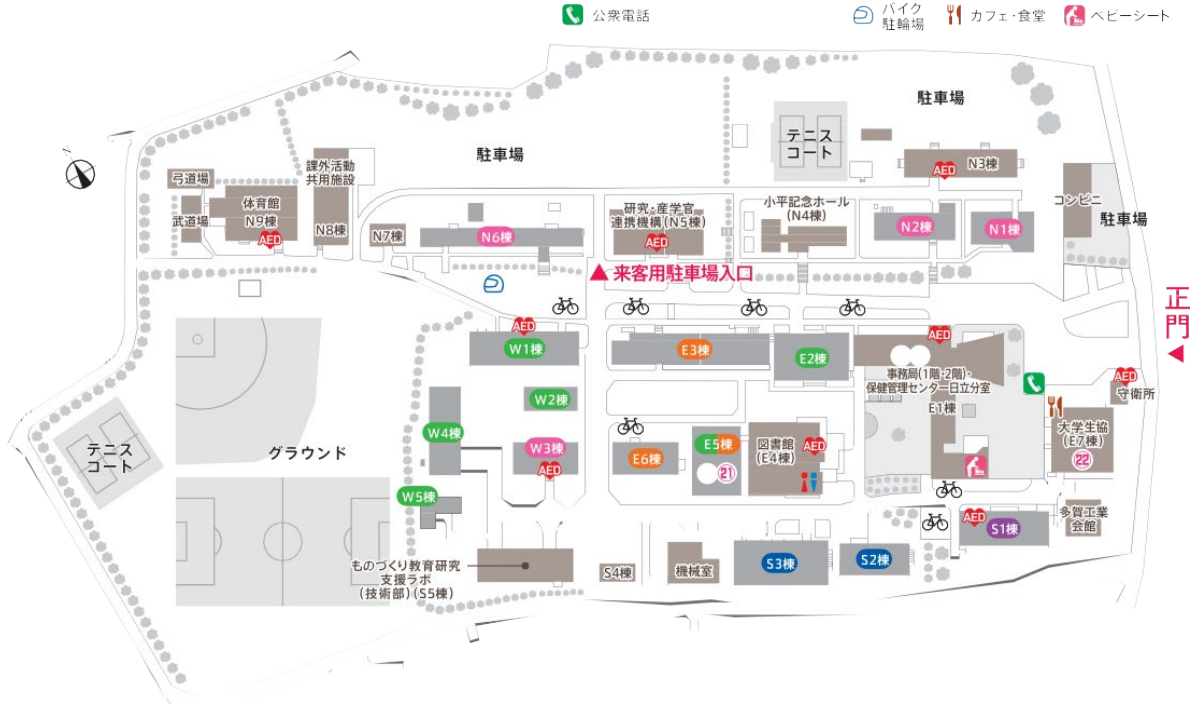 公衆電話
バイク
駐輪場
カフェ・食堂
ベビーシート
駐車場
テニス
コート
駐車場
N3棟
AED
弓道場
課外活動
共用施設
体育館
N9棟
AED
武道場
N8棟
N7棟
N6棟
研究・産学官
連携機構(N5棟)
AED
小平記念ホール
(N4棟)
N2棟
N1棟
コンビニ
駐車場
▲来客用駐車場入口
正門
◀
AED
W1棟
E3棟
E2棟
AED
事務局(1階・2階)・
保健管理センター日立分室
E1棟
AED
守衛所
W2棟
W4棟
W3棟
AED
E6棟
E5棟
21
図書館
(E4棟)
AED
大学生協
(E7棟)
22
テニス
コート
グラウンド
W5棟
AED
S1棟
多賀工業
会館
ものづくり教育研究
支援ラボ
(技術部)(S5棟)
S4棟
機械室
S3棟
S2棟